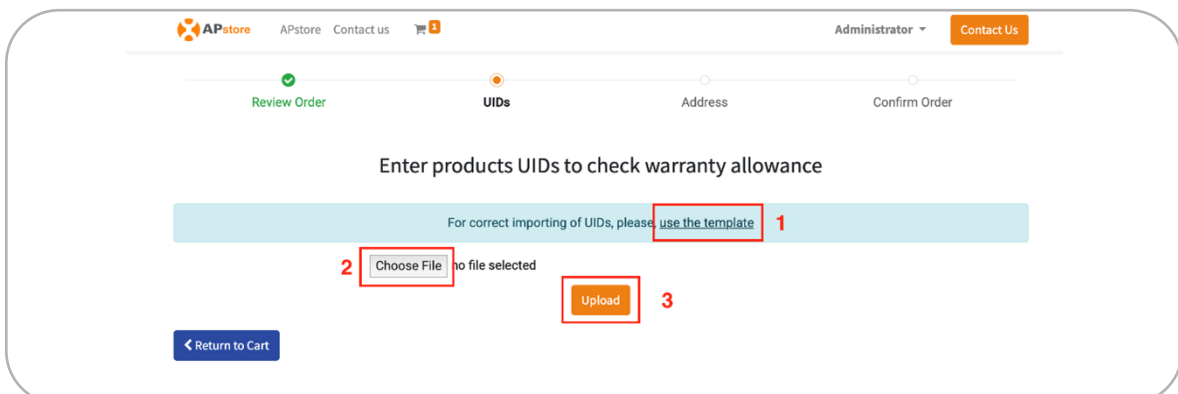 APstore APstore Contact us 1 Administrator Contact Us
Review Order UIDs Address Confirm Order
Enter products UIDs to check warranty allowance
For correct importing of UIDs, please, use the template 1
2 Choose File no file selected
Upload 3
Return to Cart